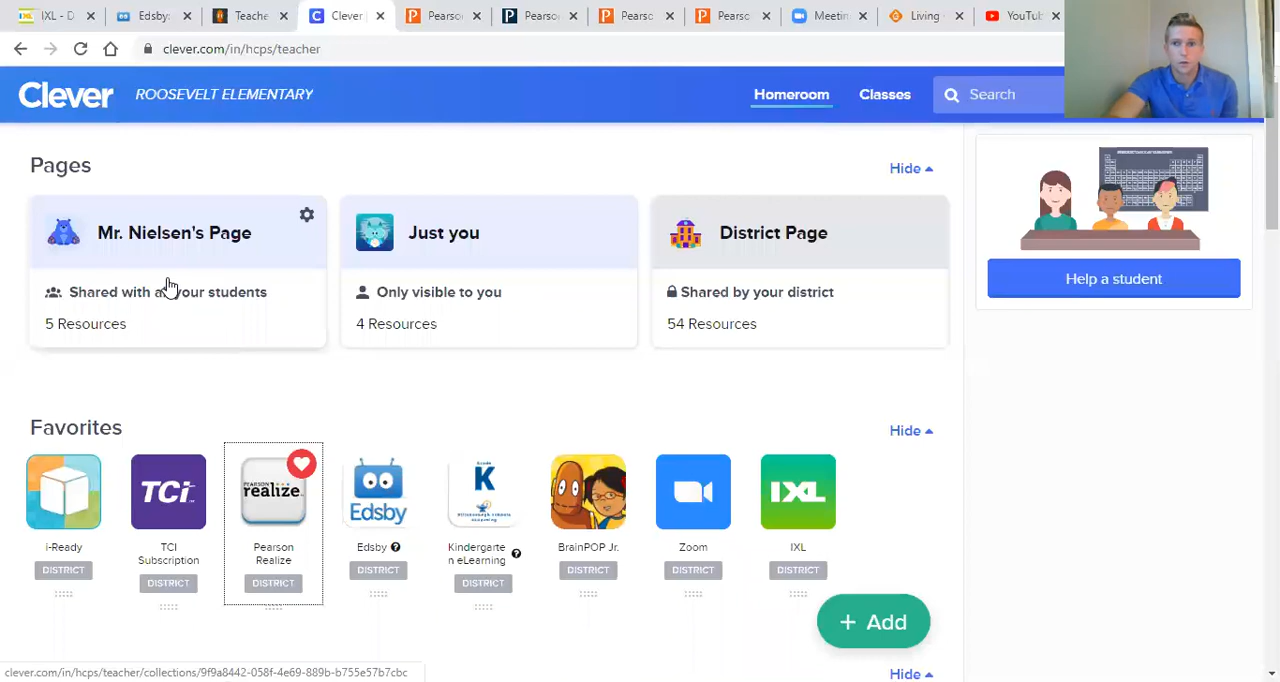 IXL - D
Edsby:
Teache
Clever
Pearso
Pearso
Pearso
Pearso
Meetin
Living
YouTub
clever.com/in/hcps/teacher
Clever
ROOSEVELT ELEMENTARY
Homeroom
Classes
Search
Pages
Hide
Mr. Nielsen's Page
Just you
District Page
Shared with your students
Only visible to you
Shared by your district
5 Resources
4 Resources
54 Resources
Help a student
Favorites
Hide
TCi
PEARSON
realize
Edsby
K
BrainPOP Jr.
IXL
i-Ready
TCI
Subscription
Pearson
Realize
Edsby
Kindergarte
n eLearning
Zoom
IXL
DISTRICT
DISTRICT
DISTRICT
DISTRICT
DISTRICT
DISTRICT
DISTRICT
DISTRICT
+ Add
Hide
clever.com/in/hcps/teacher/collections/9f9a8442-058f-4e69-889b-b755e57b7cbc